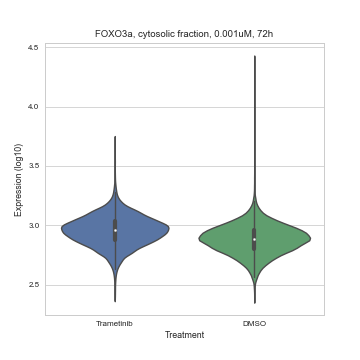 FOXO3a, cytosolic fraction, 0.001uM, 72h
4.5
4.0
3.5
3.0
2.5
Expression (log10)
Trametinib DMSO
Treatment